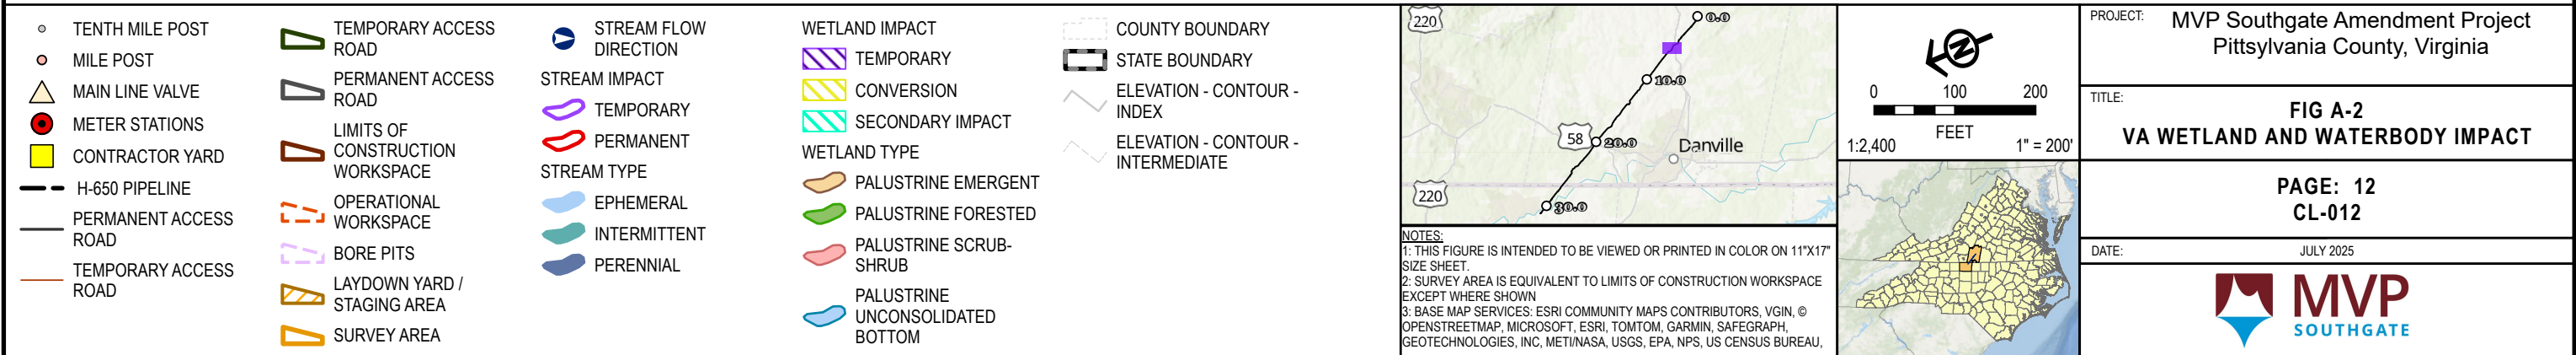 TENTH MILE POST
MILE POST
MAIN LINE VALVE
METER STATIONS
CONTRACTOR YARD
H-650 PIPELINE
PERMANENT ACCESS
ROAD
TEMPORARY ACCESS
ROAD
TEMPORARY ACCESS
ROAD
PERMANENT ACCESS
ROAD
LIMITS OF
CONSTRUCTION
WORKSPACE
OPERATIONAL
WORKSPACE
BORE PITS
LAYDOWN YARD /
STAGING AREA
SURVEY AREA
STREAM FLOW
DIRECTION
STREAM IMPACT
TEMPORARY
PERMANENT
STREAM TYPE
EPHEMERAL
INTERMITTENT
PERENNIAL
WETLAND IMPACT
TEMPORARY
CONVERSION
SECONDARY IMPACT
WETLAND TYPE
PALUSTRINE EMERGENT
PALUSTRINE FORESTED
PALUSTRINE SCRUB-
SHRUB
PALUSTRINE
UNCONSOLIDATED
BOTTOM
COUNTY BOUNDARY
STATE BOUNDARY
ELEVATION - CONTOUR -
INDEX
ELEVATION - CONTOUR -
INTERMEDIATE
220
0.0
10.0
58
20.0
Danville
220
30.0
NOTES:
1: THIS FIGURE IS INTENDED TO BE VIEWED OR PRINTED IN COLOR ON 11"X17"
SIZE SHEET.
2: SURVEY AREA IS EQUIVALENT TO LIMITS OF CONSTRUCTION WORKSPACE
EXCEPT WHERE SHOWN
3: BASE MAP SERVICES: ESRI COMMUNITY MAPS CONTRIBUTORS, VGIN, ©
OPENSTREETMAP, MICROSOFT, ESRI, TOMTOM, GARMIN, SAFEGRAPH,
GEOTECHNOLOGIES, INC, METI/NASA, USGS, EPA, NPS, US CENSUS BUREAU,
N
0 100 200
FEET
1:2,400 1" = 200'
PROJECT: MVP Southgate Amendment Project
Pittsylvania County, Virginia
TITLE:
FIG A-2
VA WETLAND AND WATERBODY IMPACT
PAGE: 12
CL-012
DATE: JULY 2025
MVP
SOUTHGATE